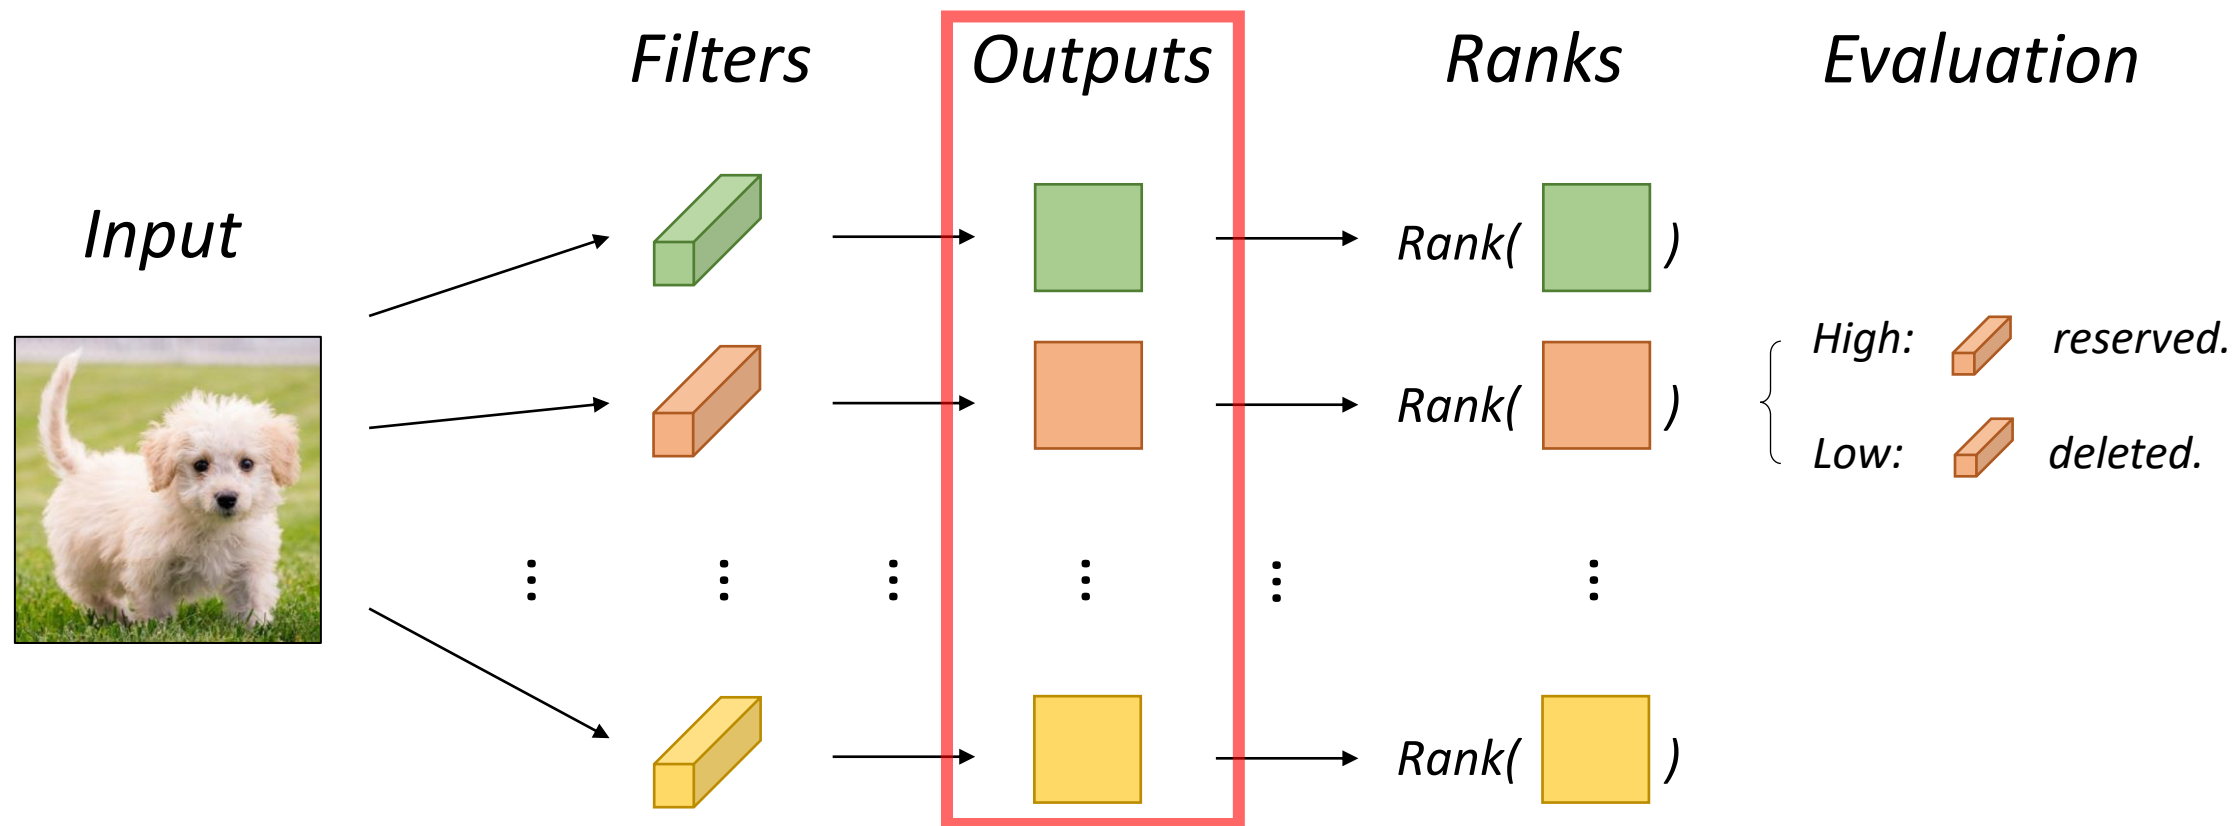 Filters Outputs Ranks Evaluation
Input
Rank( )
Rank( )
High: reserved.
Low: deleted.
Rank( )